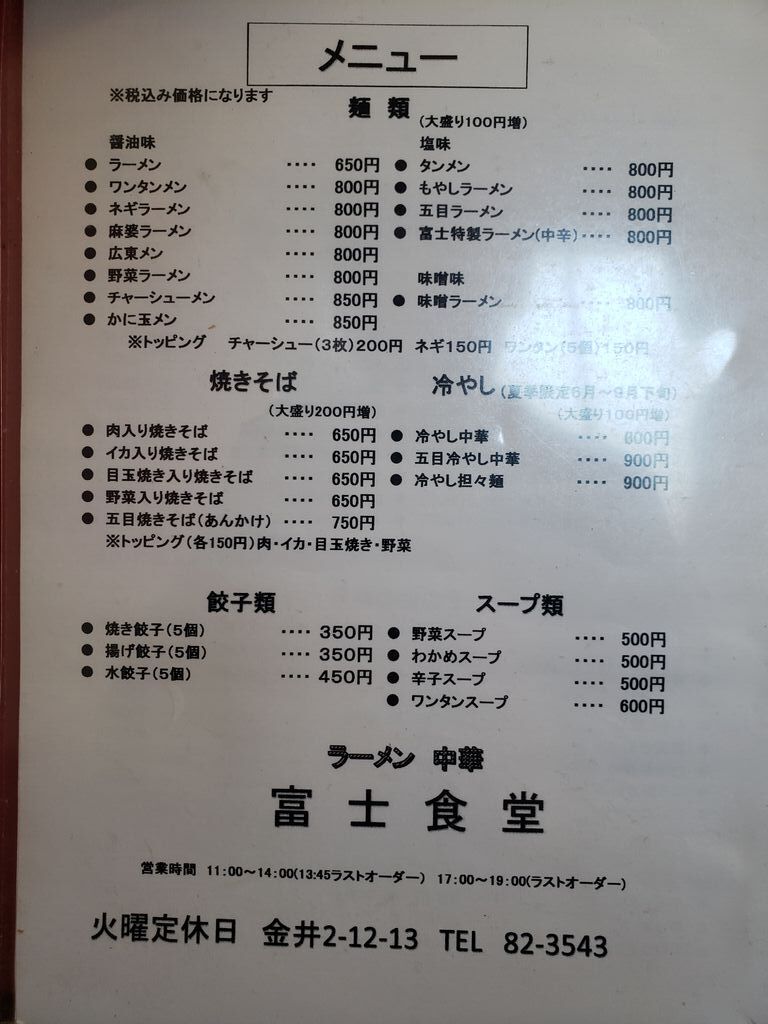 メニュー
※税込み価格になります
麺類
(大盛り100円増)
醤油味
● ラーメン ···· 650円
● ワンタンメン ···· 800円
● ネギラーメン ···· 800円
● 麻婆ラーメン ···· 800円
● 広東メン ···· 800円
● 野菜ラーメン ···· 800円
● チャーシューメン ···· 850円
● かに玉メン ···· 850円
塩味
● タンメン ···· 800円
● もやしラーメン ···· 800円
● 五目ラーメン ···· 800円
● 富士特製ラーメン(中辛) ···· 800円
味噌味
● 味噌ラーメン ···· 800円
※トッピング チャーシュー(3枚)200円 ネギ150円 ワンタン(5個)150円
焼きそば
(大盛り200円増)
● 肉入り焼きそば ···· 650円
● イカ入り焼きそば ···· 650円
● 目玉焼き入り焼きそば ···· 650円
● 野菜入り焼きそば ···· 650円
● 五目焼きそば(あんかけ) ···· 750円
※トッピング(各150円)肉・イカ・目玉焼き・野菜
冷やし(夏季限定6月～9月下旬)
(大盛り100円増)
● 冷やし中華 ····
● 五目冷やし中華 ···· 900円
● 冷やし担々麺 ···· 900円
餃子類
● 焼き餃子(5個) ···· 350円
● 揚げ餃子(5個) ···· 350円
● 水餃子(5個) ···· 450円
スープ類
● 野菜スープ ···· 500円
● わかめスープ ···· 500円
● 辛子スープ ···· 500円
● ワンタンスープ ···· 600円
ラーメン 中華
富士食堂
営業時間 11:00～14:00(13:45ラストオーダー) 17:00～19:00(ラストオーダー)
火曜定休日 金井2-12-13 TEL 82-3543